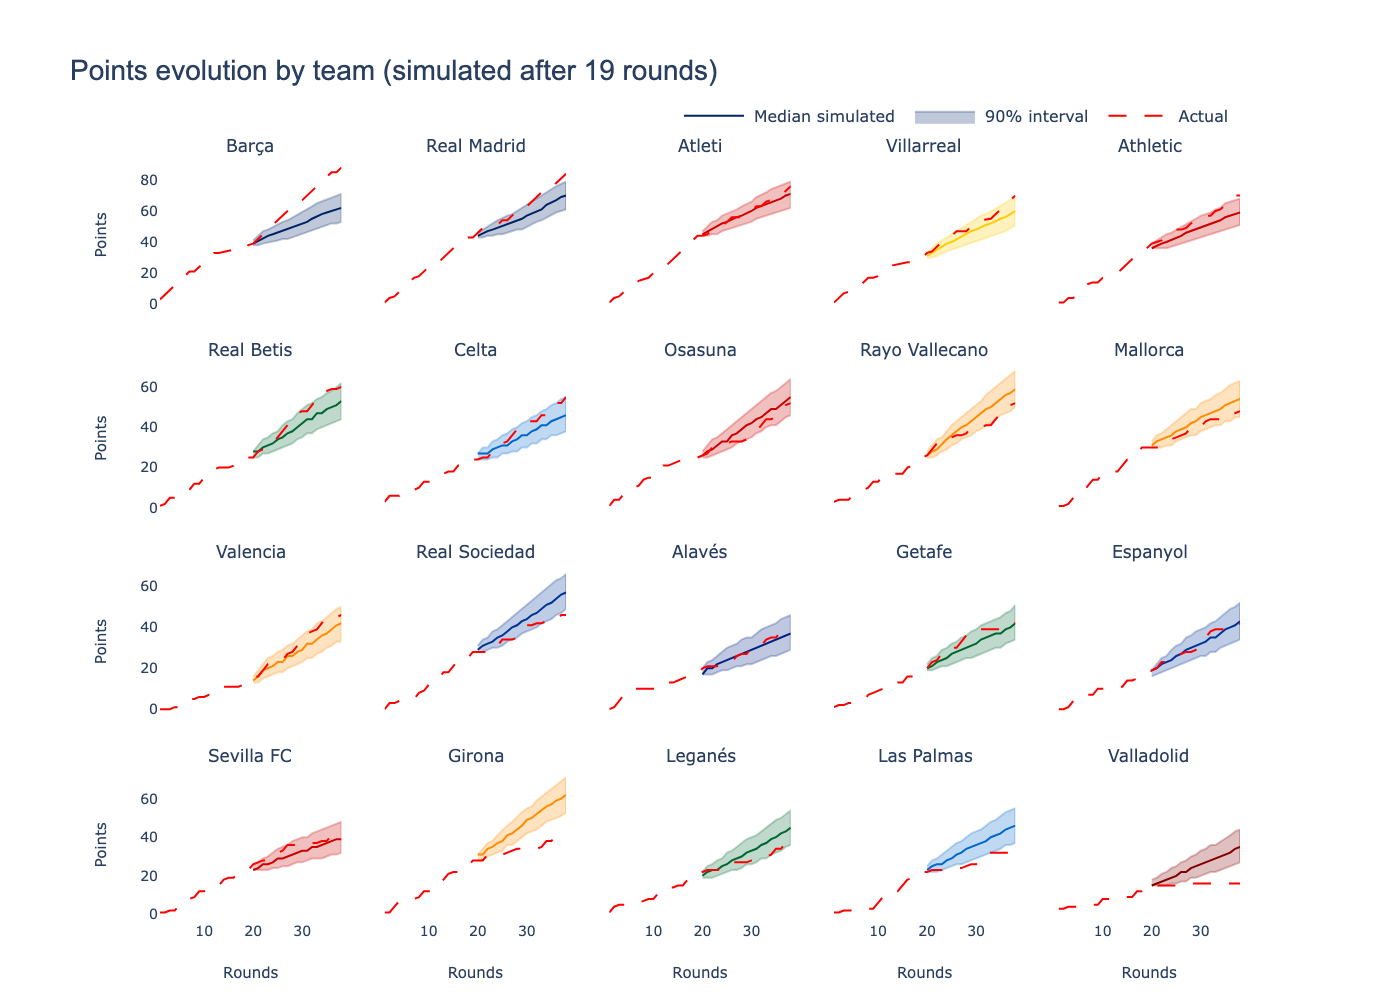 Points evolution by team (simulated after 19 rounds)
Median simulated 90% interval Actual
Barça Real Madrid Atleti Villarreal Athletic
80
60
40
20
0
Points
Real Betis Celta Osasuna Rayo Vallecano Mallorca
60
40
20
0
Points
Valencia Real Sociedad Alavés Getafe Espanyol
60
40
20
0
Points
Sevilla FC Girona Leganés Las Palmas Valladolid
60
40
20
0
Points
10 20 30 10 20 30 10 20 30 10 20 30 10 20 30
Rounds Rounds Rounds Rounds Rounds